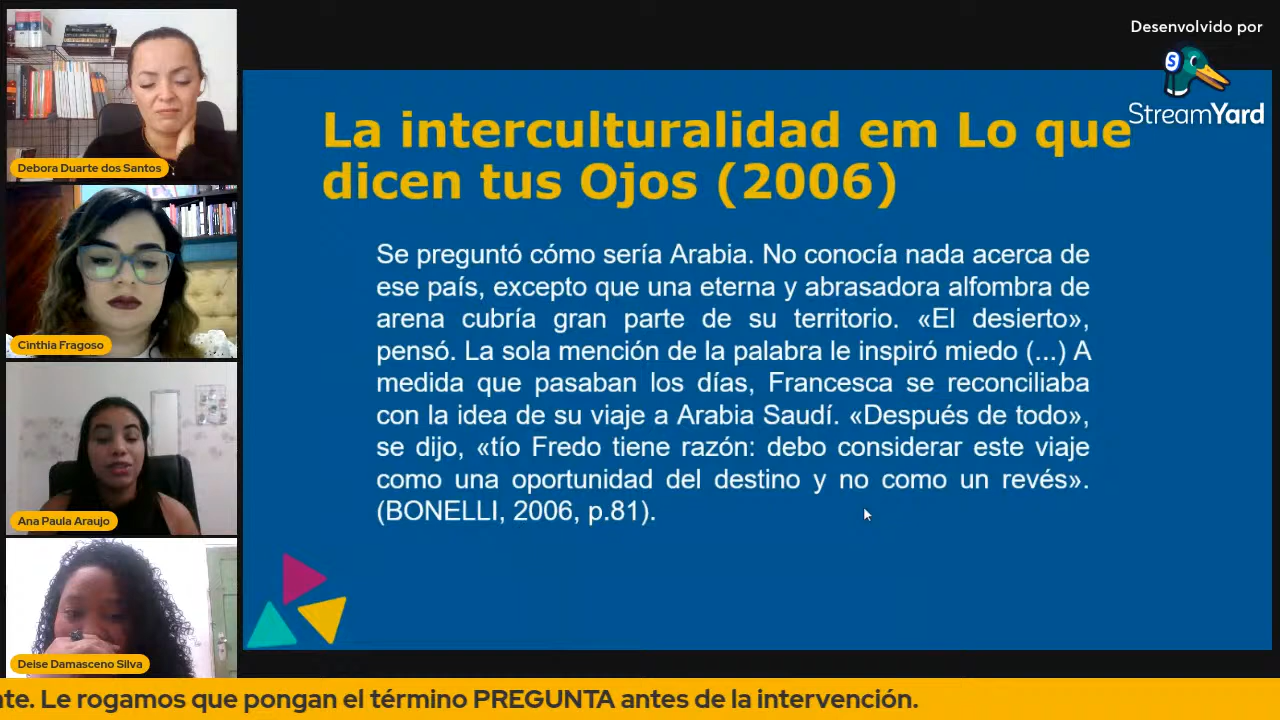 Desenvolvido por
StreamYard
La interculturalidad em Lo que
dicen tus Ojos (2006)
Se preguntó cómo sería Arabia. No conocía nada acerca de
ese país, excepto que una eterna y abrasadora alfombra de
arena cubría gran parte de su territorio. «El desierto»,
pensó. La sola mención de la palabra le inspiró miedo (...) A
medida que pasaban los días, Francesca se reconciliaba
con la idea de su viaje a Arabia Saudí. «Después de todo»,
se dijo, «tío Fredo tiene razón: debo considerar este viaje
como una oportunidad del destino y no como un revés».
(BONELLI, 2006, p.81).
Debora Duarte dos Santos
Cinthia Fragoso
Ana Paula Araujo
Deise Damasceno Silva
nte. Le rogamos que pongan el término PREGUNTA antes de la intervención.